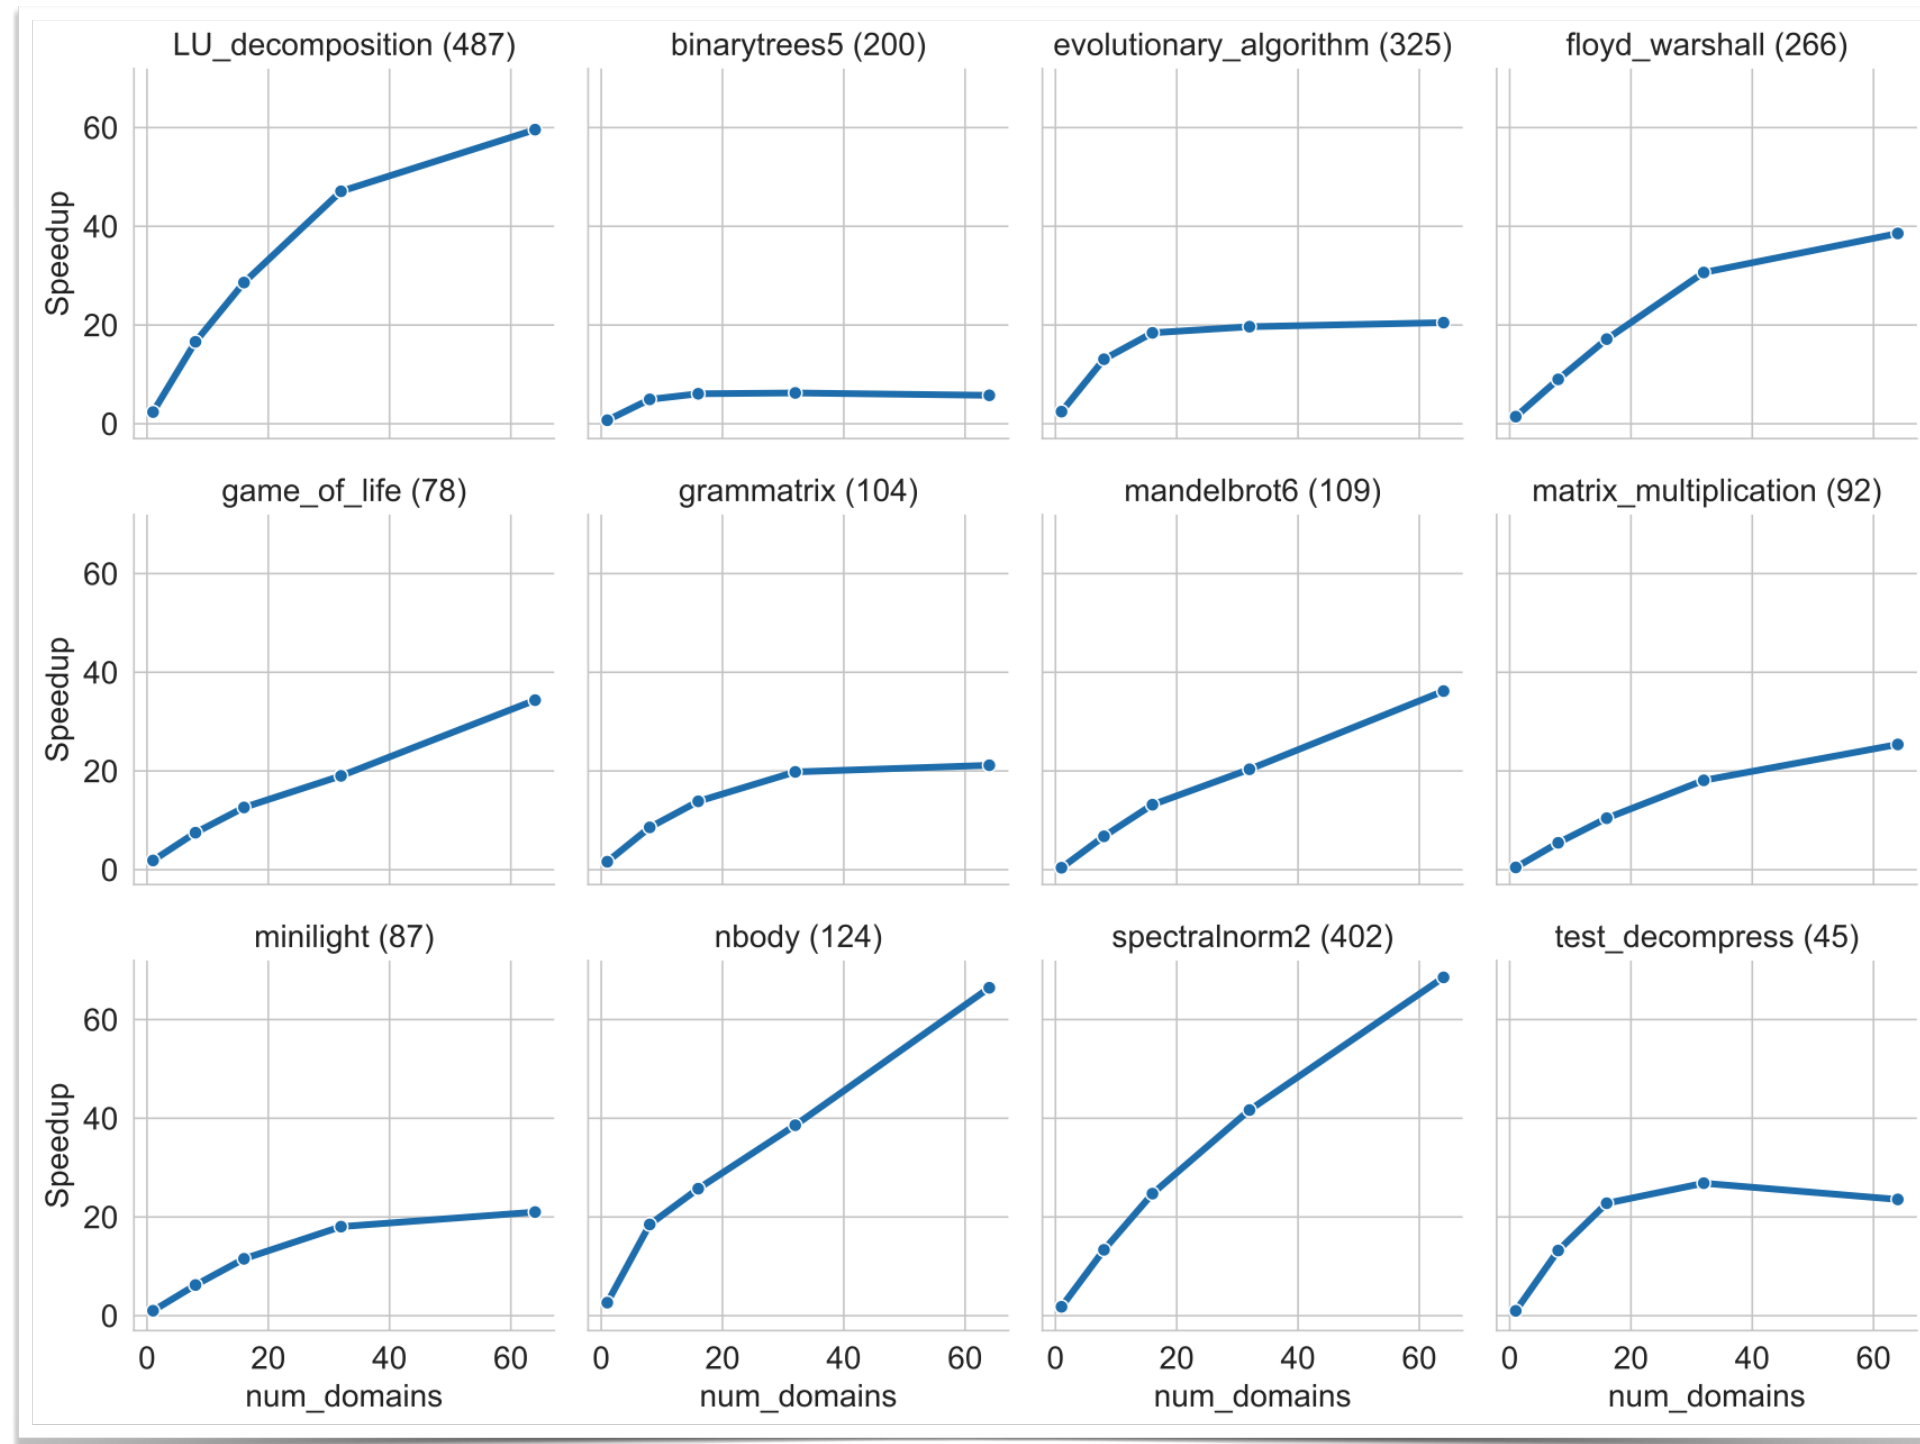 LU_decomposition (487) binarytrees5 (200) evolutionary_algorithm (325) floyd_warshall (266)
60
40
20
0
Speedup
game_of_life (78) grammatrix (104) mandelbrot6 (109) matrix_multiplication (92)
60
40
20
0
Speedup
minilight (87) nbody (124) spectralnorm2 (402) test_decompress (45)
60
40
20
0
Speedup
0 20 40 60 0 20 40 60 0 20 40 60 0 20 40 60
num_domains num_domains num_domains num_domains